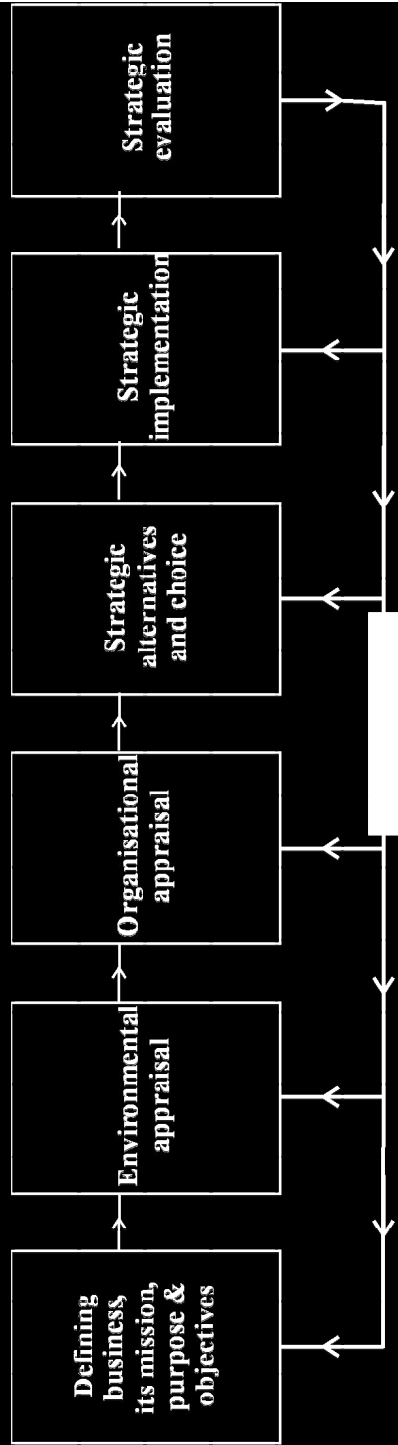 Defining
business,
its mission,
purpose &
objectives
Environmental
appraisal
Organisational
appraisal
Strategic
alternatives
and choice
Strategic
implementation
Strategic
evaluation